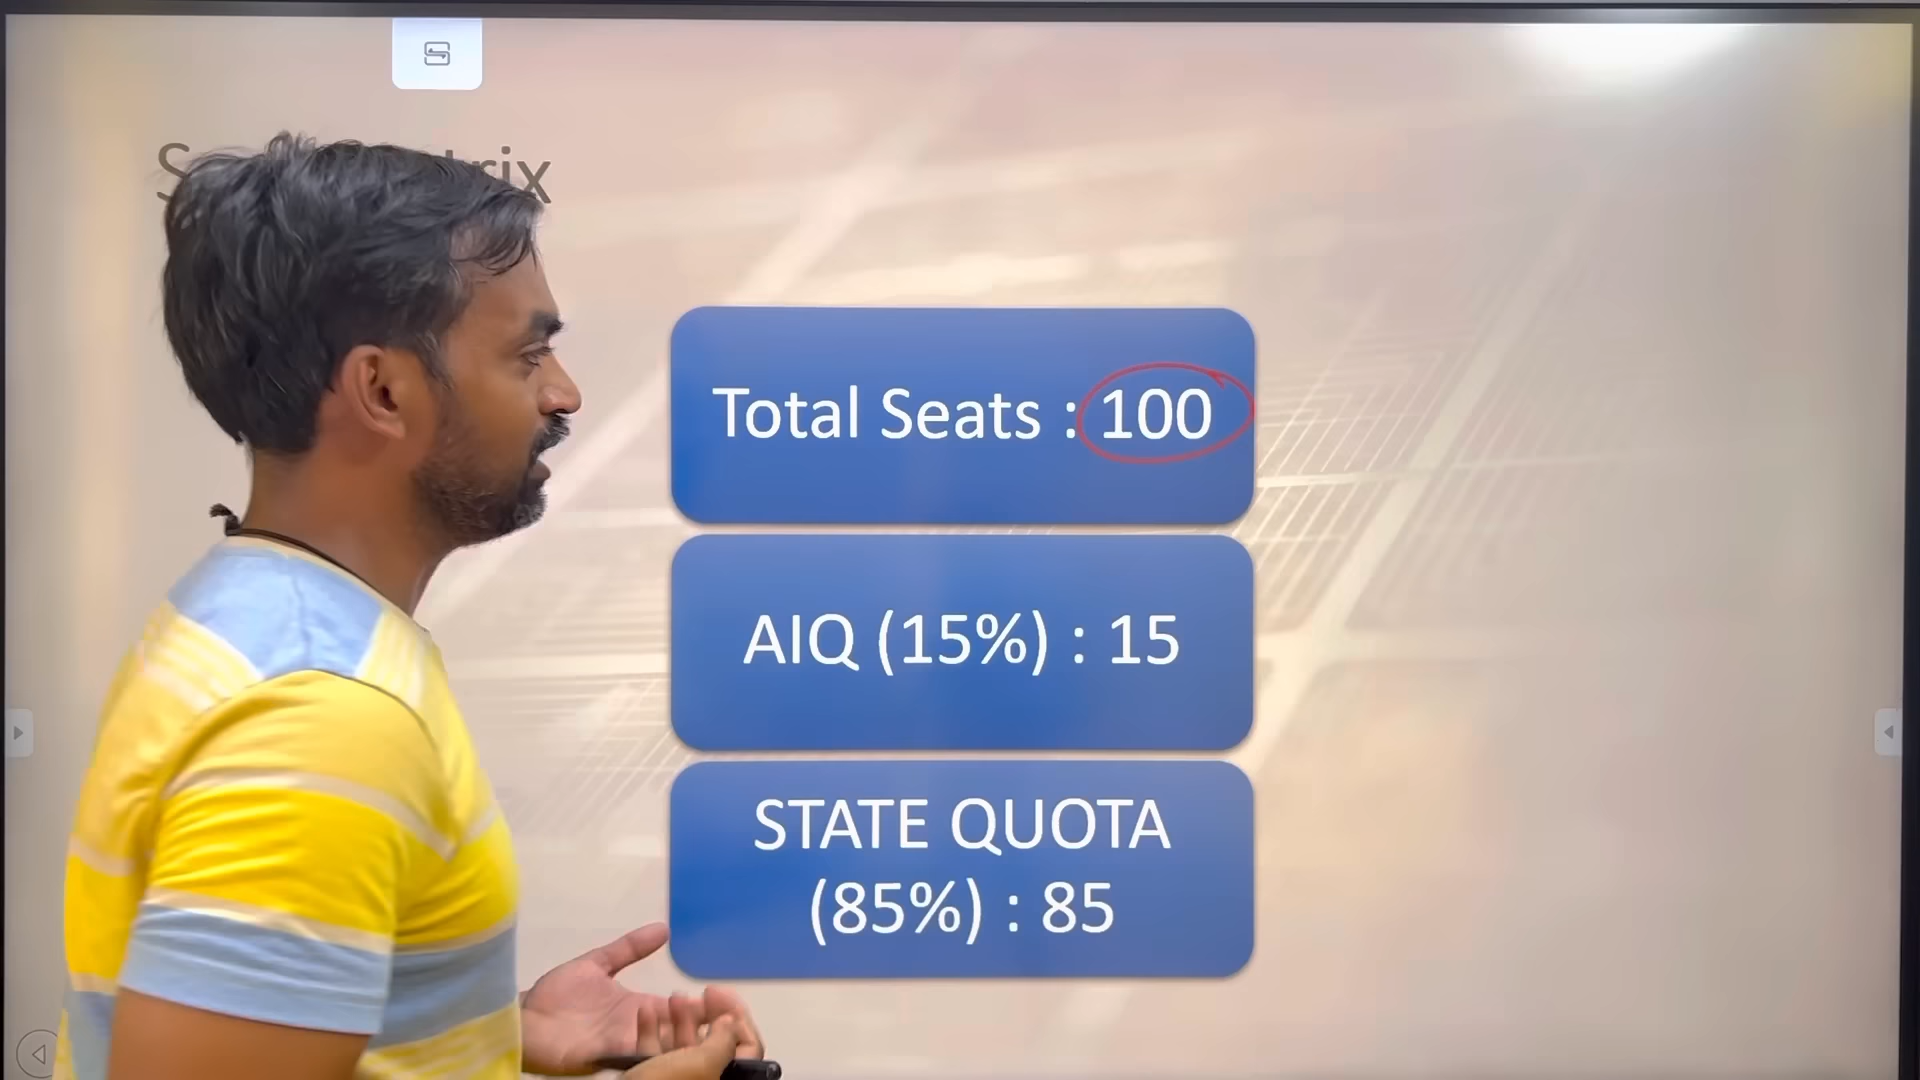 Total Seats : 100
AIQ (15%) : 15
STATE QUOTA
(85%) : 85